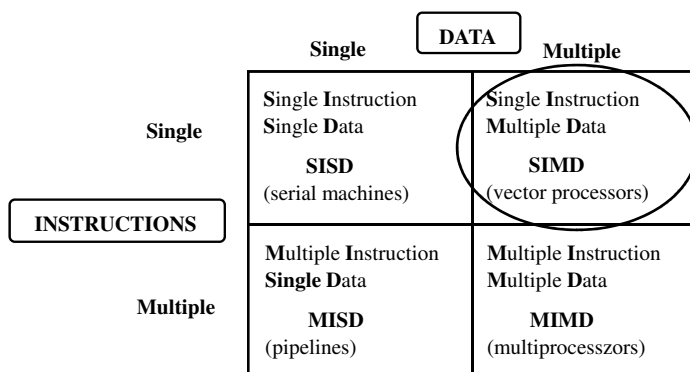 DATA
Single Multiple
Single Instruction
Single Data
SISD
(serial machines)
Single Instruction
Multiple Data
SIMD
(vector processors)
Single
INSTRUCTIONS
Multiple Instruction
Single Data
MISD
(pipelines)
Multiple Instruction
Multiple Data
MIMD
(multiprocesszors)
Multiple